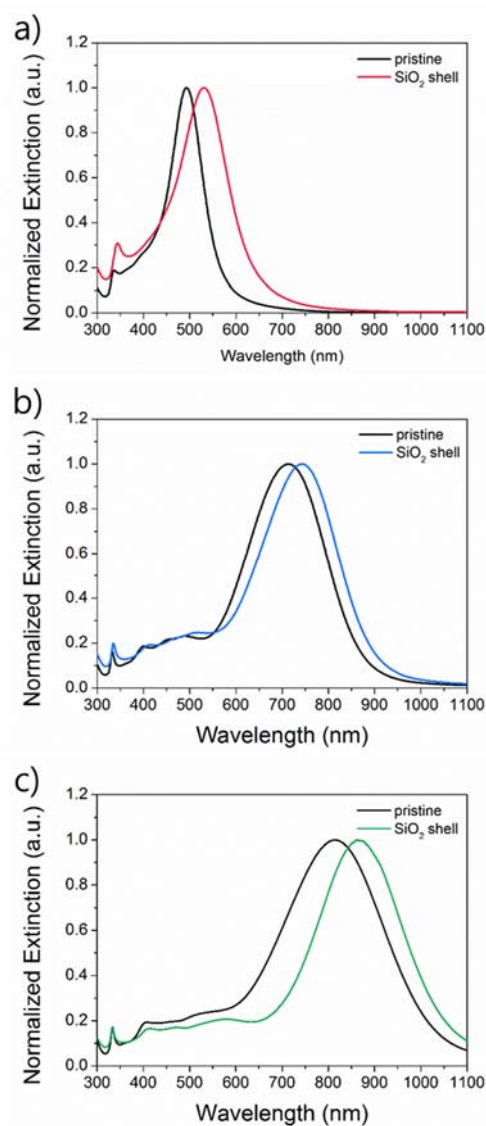 a)
Normalized Extinction (a.u.)
1.2
1.0
0.8
0.6
0.4
0.2
0.0
pristine
SiO₂ shell
300 400 500 600 700 800 900 1000 1100
Wavelength (nm)
b)
Normalized Extinction (a.u.)
1.2
1.0
0.8
0.6
0.4
0.2
0.0
pristine
SiO₂ shell
300 400 500 600 700 800 900 1000 1100
Wavelength (nm)
c)
Normalized Extinction (a.u.)
1.2
1.0
0.8
0.6
0.4
0.2
0.0
pristine
SiO₂ shell
300 400 500 600 700 800 900 1000 1100
Wavelength (nm)